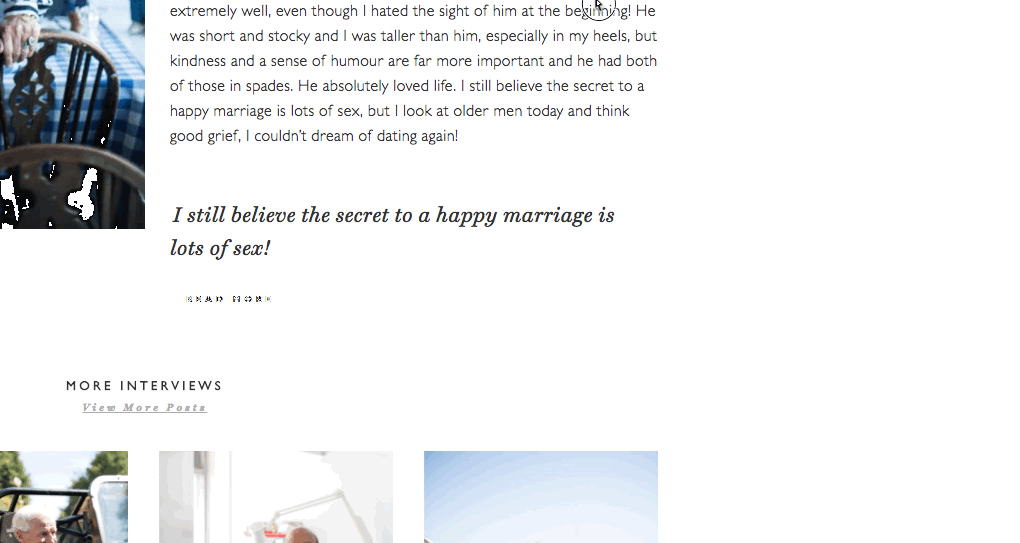 extremely well, even though I hated the sight of him at the beginning! He
was short and stocky and I was taller than him, especially in my heels, but
kindness and a sense of humour are far more important and he had both
of those in spades. He absolutely loved life. I still believe the secret to a
happy marriage is lots of sex, but I look at older men today and think
good grief, I couldn't dream of dating again!
I still believe the secret to a happy marriage is
lots of sex!
READ MORE
MORE INTERVIEWS
View More Posts